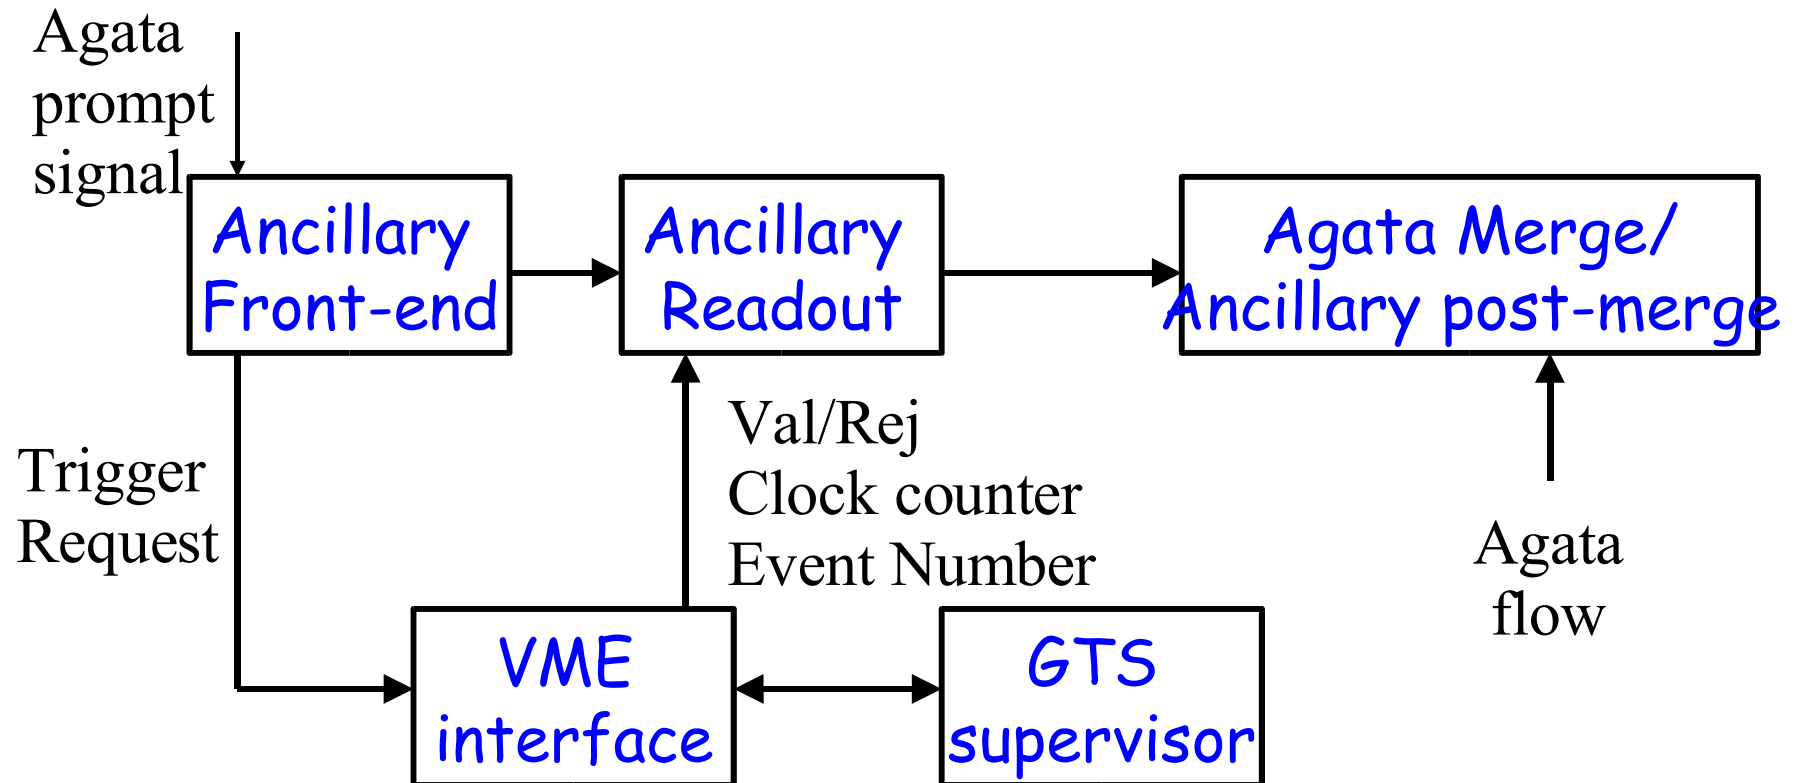 Agata
prompt
signal
Ancillary
Front-end
Ancillary
Readout
Agata Merge/
Ancillary post-merge
Trigger
Request
Val/Rej
Clock counter
Event Number
Agata
flow
VME
interface
GTS
supervisor